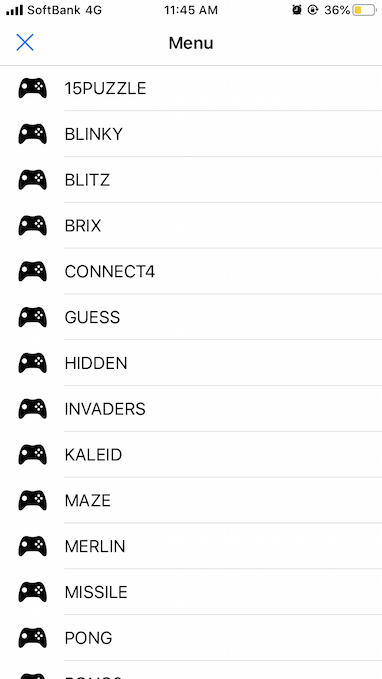 SoftBank 4G 11:45 AM 36%
Menu
15PUZZLE
BLINKY
BLITZ
BRIX
CONNECT4
GUESS
HIDDEN
INVADERS
KALEID
MAZE
MERLIN
MISSILE
PONG